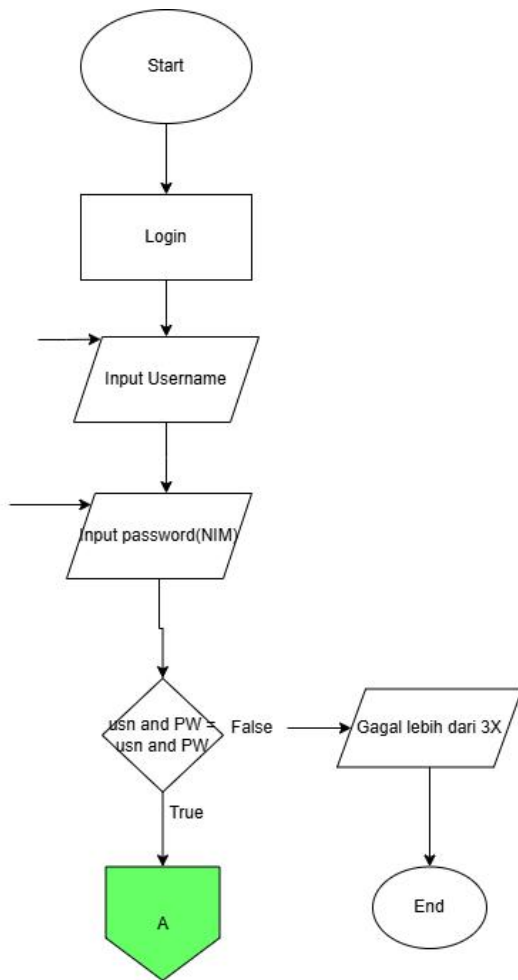 Start
Login
Input Username
Input password(NIM)
usn and PW =
usn and PW
False
Gagal lebih dari 3X
True
A
End